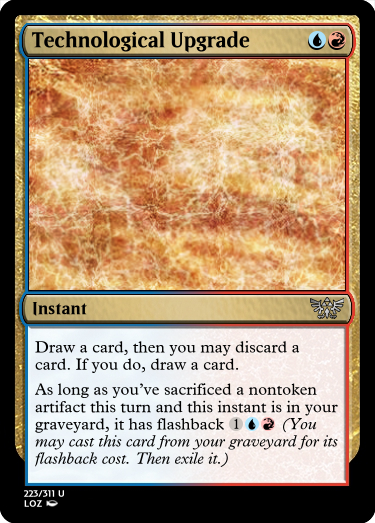 Technological Upgrade
Instant
Draw a card, then you may discard a
card. If you do, draw a card.
As long as you've sacrificed a nontoken
artifact this turn and this instant is in your
graveyard, it has flashback 1 (You
may cast this card from your graveyard for its
flashback cost. Then exile it.)
223/311 U
LOZ